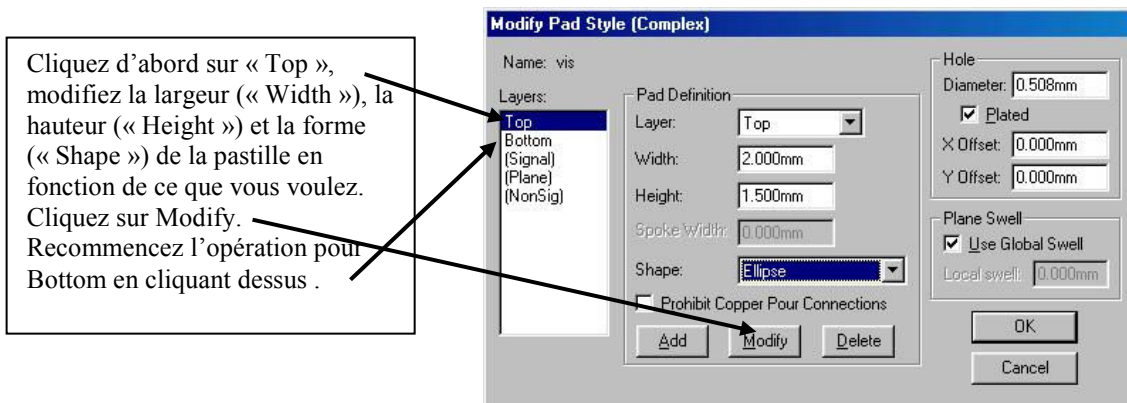 Cliquez d'abord sur « Top »,
modifiez la largeur (« Width »), la
hauteur (« Height ») et la forme
(« Shape ») de la pastille en
fonction de ce que vous voulez.
Cliquez sur Modify.
Recommencez l'opération pour
Bottom en cliquant dessus .
Modify Pad Style (Complex)
Name: vis
Layers:
Top
Bottom
(Signal)
(Plane)
(NonSig)
Pad Definition
Layer: Top
Width: 2.000mm
Height: 1.500mm
Spoke Width: 0.000mm
Shape: Ellipse
Prohibit Copper Pour Connections
Add Modify Delete
Hole
Diameter: 0.508mm
Plated
X Offset: 0.000mm
Y Offset: 0.000mm
Plane Swell
Use Global Swell
Local swell: 0.000mm
OK
Cancel